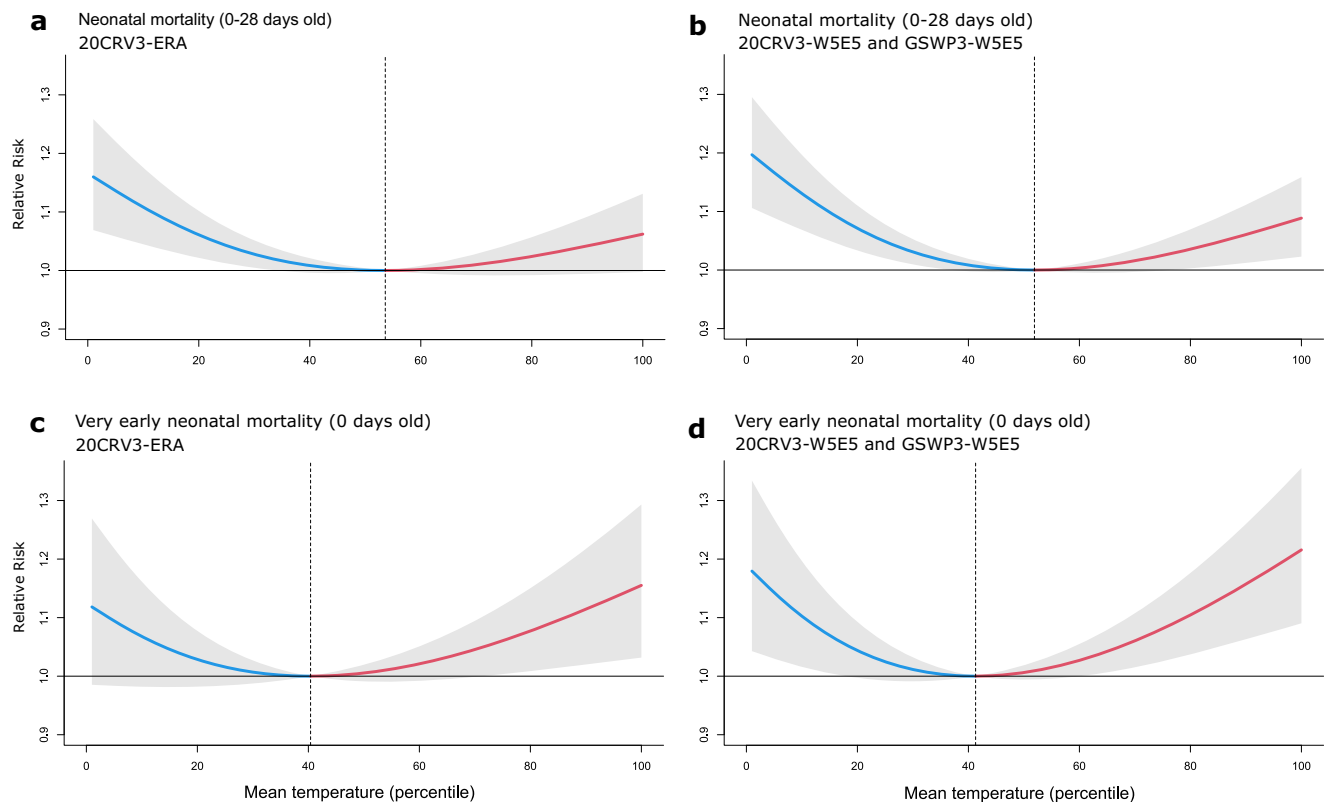 a
Neonatal mortality (0-28 days old)
20CRV3-ERA
Relative Risk
1.3
1.2
1.1
1.0
0.9
0 20 40 60 80 100
b
Neonatal mortality (0-28 days old)
20CRV3-W5E5 and GSWP3-W5E5
1.3
1.2
1.1
1.0
0.9
0 20 40 60 80 100
c
Very early neonatal mortality (0 days old)
20CRV3-ERA
Relative Risk
1.3
1.2
1.1
1.0
0.9
0 20 40 60 80 100
Mean temperature (percentile)
d
Very early neonatal mortality (0 days old)
20CRV3-W5E5 and GSWP3-W5E5
1.3
1.2
1.1
1.0
0.9
0 20 40 60 80 100
Mean temperature (percentile)